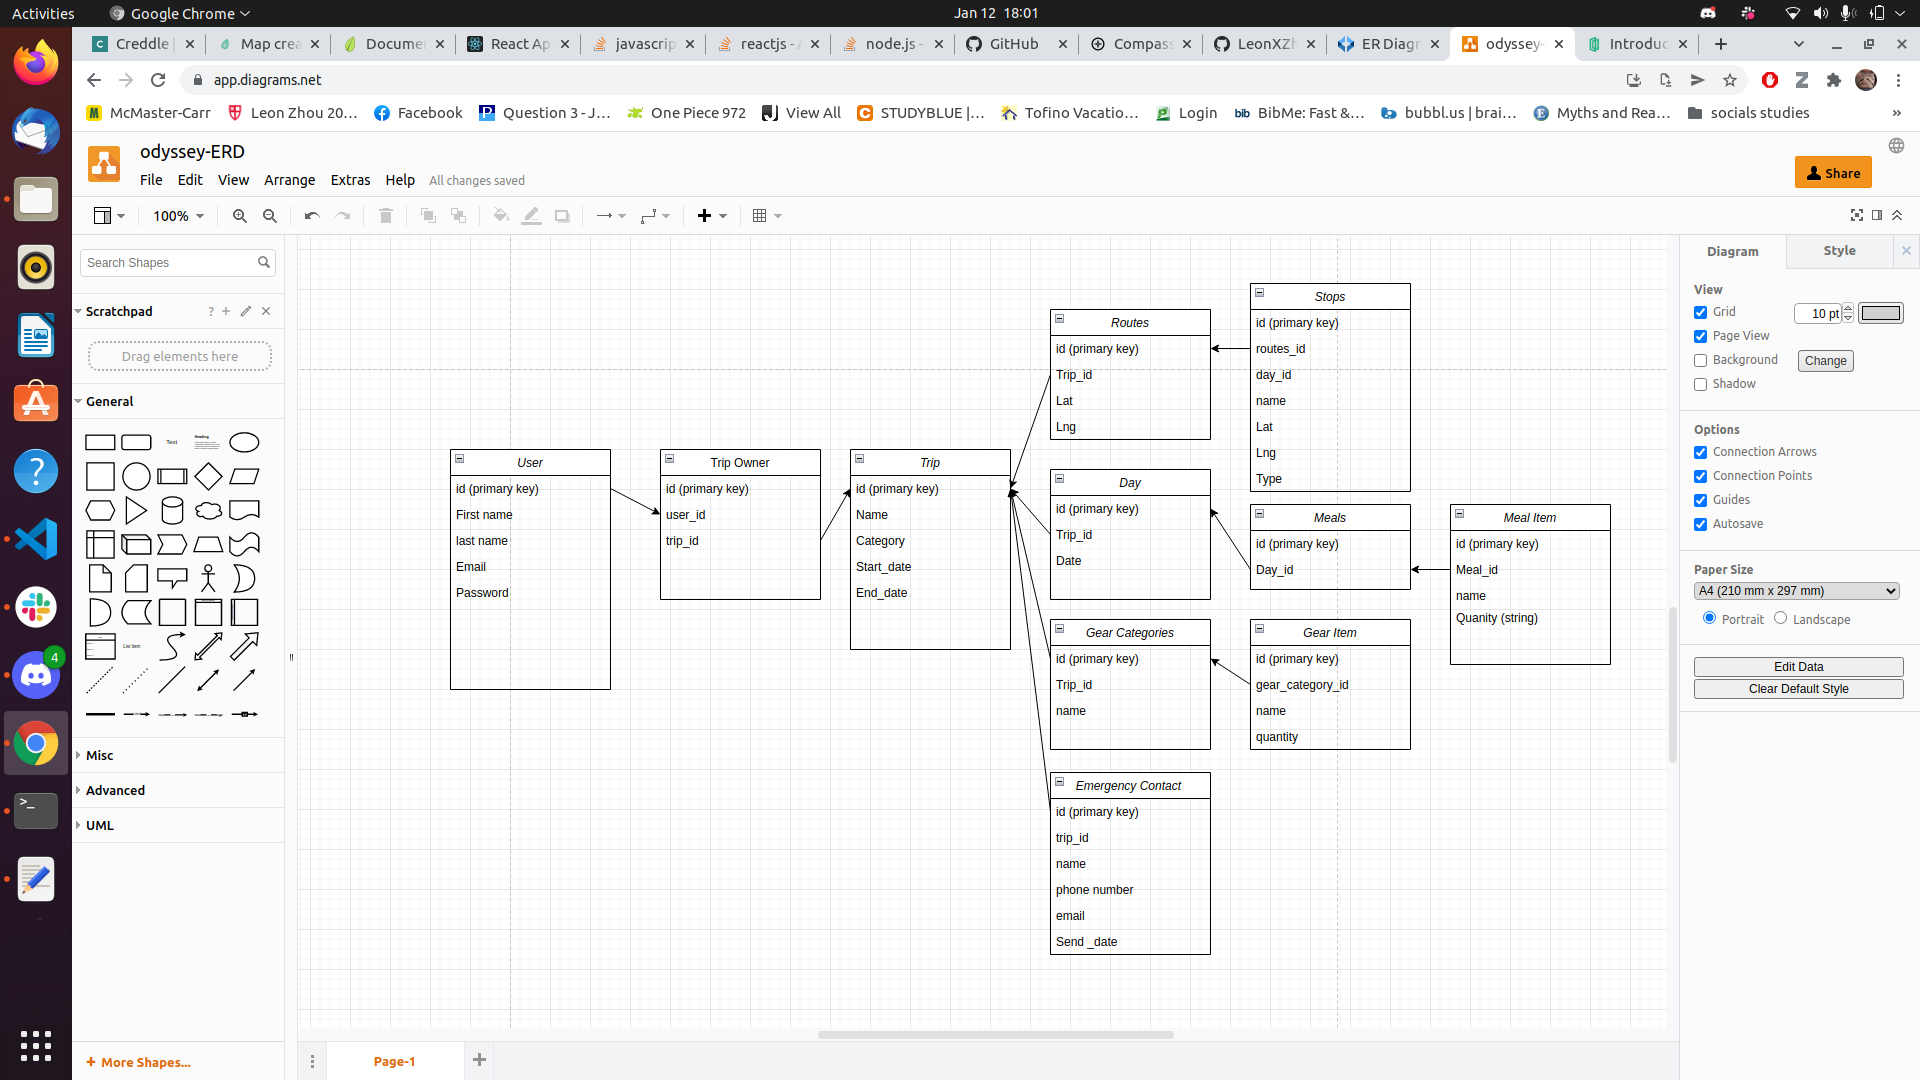 Activities
Google Chrome
Jan 12 18:01
Creddle |
Map crea
Documen
React Ap
javascrip
reactjs - A
node.js -
GitHub
Compass
LeonXZh
ER Diagr
odyssey-
Introduc
app.diagrams.net
McMaster-Carr
Leon Zhou 20...
Facebook
Question 3 - J...
One Piece 972
View All
STUDYBLUE |...
Tofino Vacatio...
Login
bib BibMe: Fast &...
bubbl.us | brai...
Myths and Rea...
socials studies
»
odyssey-ERD
File Edit View Arrange Extras Help All changes saved
Share
100%
Search Shapes
Scratchpad
?
Drag elements here
General
Text
Heading
List Item
Misc
Advanced
UML
+ More Shapes...
4
User
id (primary key)
First name
last name
Email
Password
Trip Owner
id (primary key)
user_id
trip_id
Trip
id (primary key)
Name
Category
Start_date
End_date
Routes
id (primary key)
Trip_id
Lat
Lng
Stops
id (primary key)
routes_id
day_id
name
Lat
Lng
Type
Day
id (primary key)
Trip_id
Date
Meals
id (primary key)
Day_id
Meal Item
id (primary key)
Meal_id
name
Quanity (string)
Gear Categories
id (primary key)
Trip_id
name
Gear Item
id (primary key)
gear_category_id
name
quantity
Emergency Contact
id (primary key)
trip_id
name
phone number
email
Send _date
Page-1
Diagram
Style
View
Grid
10 pt
Page View
Background
Change
Shadow
Options
Connection Arrows
Connection Points
Guides
Autosave
Paper Size
A4 (210 mm x 297 mm)
Portrait
Landscape
Edit Data
Clear Default Style